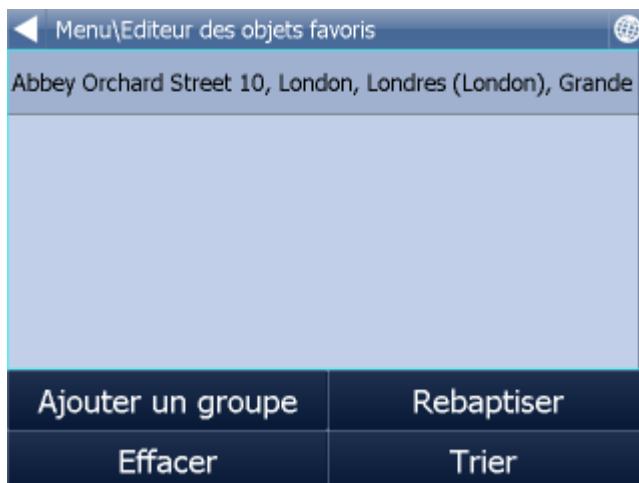 Menu\Editeur des objets favoris
Abbey Orchard Street 10, London, Londres (London), Grande
Ajouter un groupe
Rebaptiser
Effacer
Trier